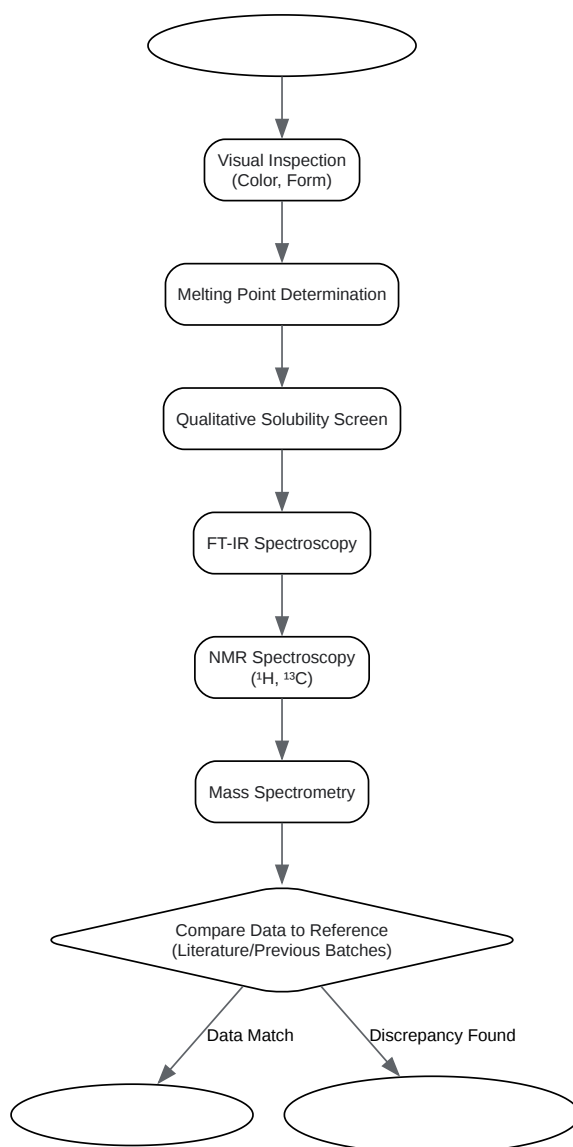 Visual Inspection
(Color, Form)
Melting Point Determination
Qualitative Solubility Screen
FT-IR Spectroscopy
NMR Spectroscopy
(¹H, ¹³C)
Mass Spectrometry
Compare Data to Reference
(Literature/Previous Batches)
Data Match
Discrepancy Found